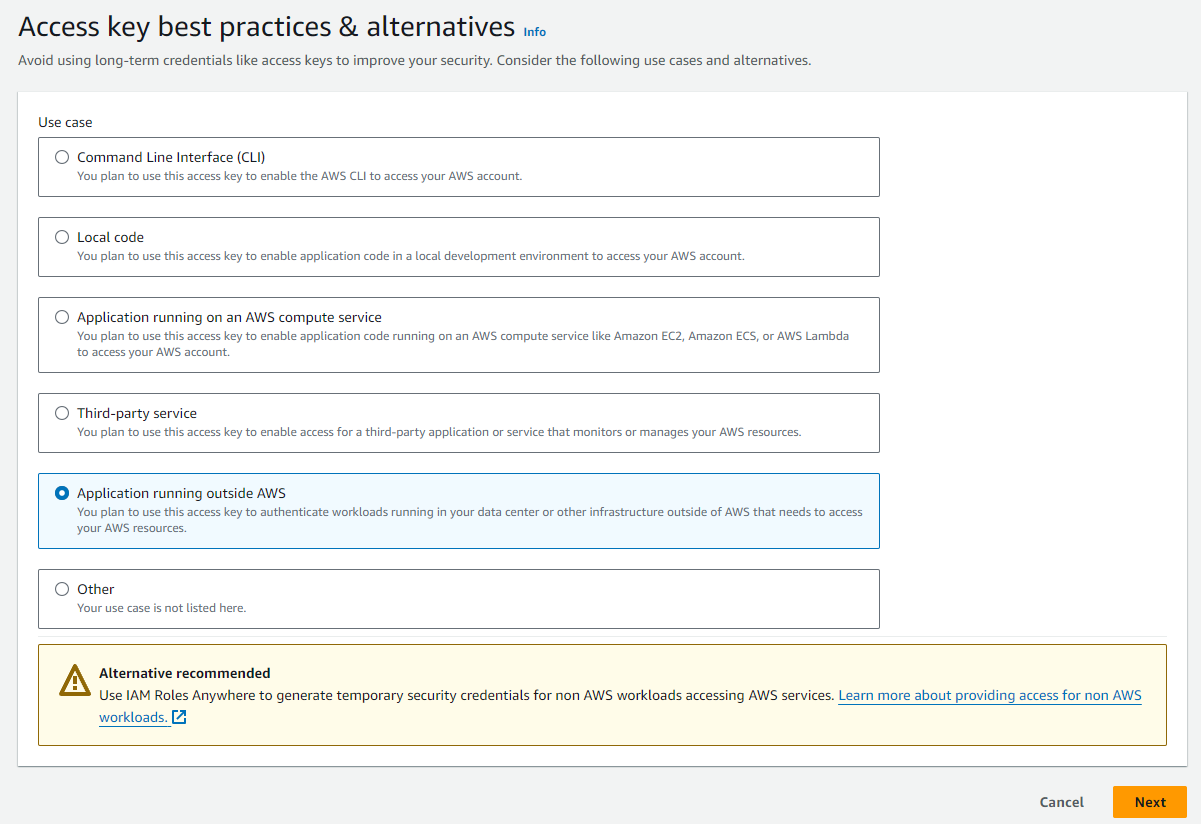 Access key best practices & alternatives Info
Avoid using long-term credentials like access keys to improve your security. Consider the following use cases and alternatives.
Use case
Command Line Interface (CLI)
You plan to use this access key to enable the AWS CLI to access your AWS account.
Local code
You plan to use this access key to enable application code in a local development environment to access your AWS account.
Application running on an AWS compute service
You plan to use this access key to enable application code running on an AWS compute service like Amazon EC2, Amazon ECS, or AWS Lambda
to access your AWS account.
Third-party service
You plan to use this access key to enable access for a third-party application or service that monitors or manages your AWS resources.
Application running outside AWS
You plan to use this access key to authenticate workloads running in your data center or other infrastructure outside of AWS that needs to access
your AWS resources.
Other
Your use case is not listed here.
Alternative recommended
Use IAM Roles Anywhere to generate temporary security credentials for non AWS workloads accessing AWS services. Learn more about providing access for non AWS
workloads.
Cancel Next